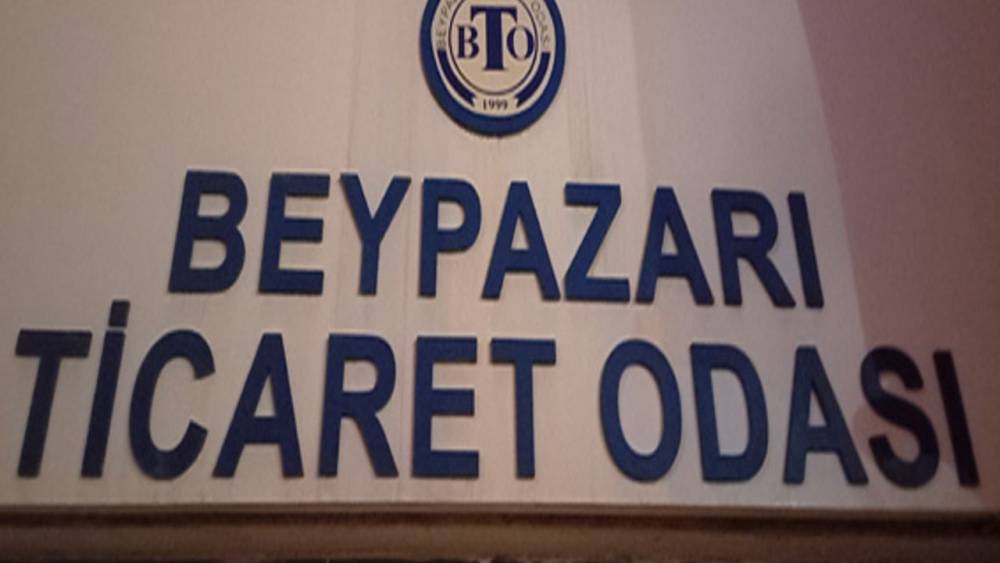 BTO
1999
BEYPAZARI
TİCARET ODASI